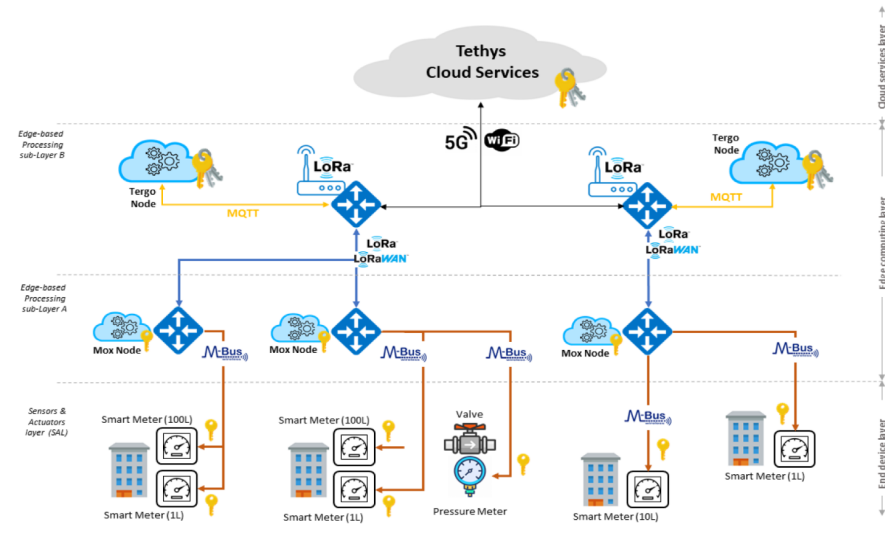 Tethys
Cloud Services
Cloud services layer
Edge-based
Processing
sub-Layer B
5G
WiFi
Tergo
Node
LoRa
LoRa
Tergo
Node
MQTT
MQTT
LoRa
LoRaWAN
LoRa
LoRaWAN
Edge computing layer
Edge-based
Processing
sub-Layer A
Mox Node
M-Bus
Mox Node
M-Bus
M-Bus
Mox Node
M-Bus
Sensors &
Actuators
layer (SAL)
Smart Meter (100L)
Smart Meter (100L)
Valve
M-Bus
Smart Meter (1L)
Smart Meter (1L)
Smart Meter (1L)
Pressure Meter
Smart Meter (10L)
End device layer